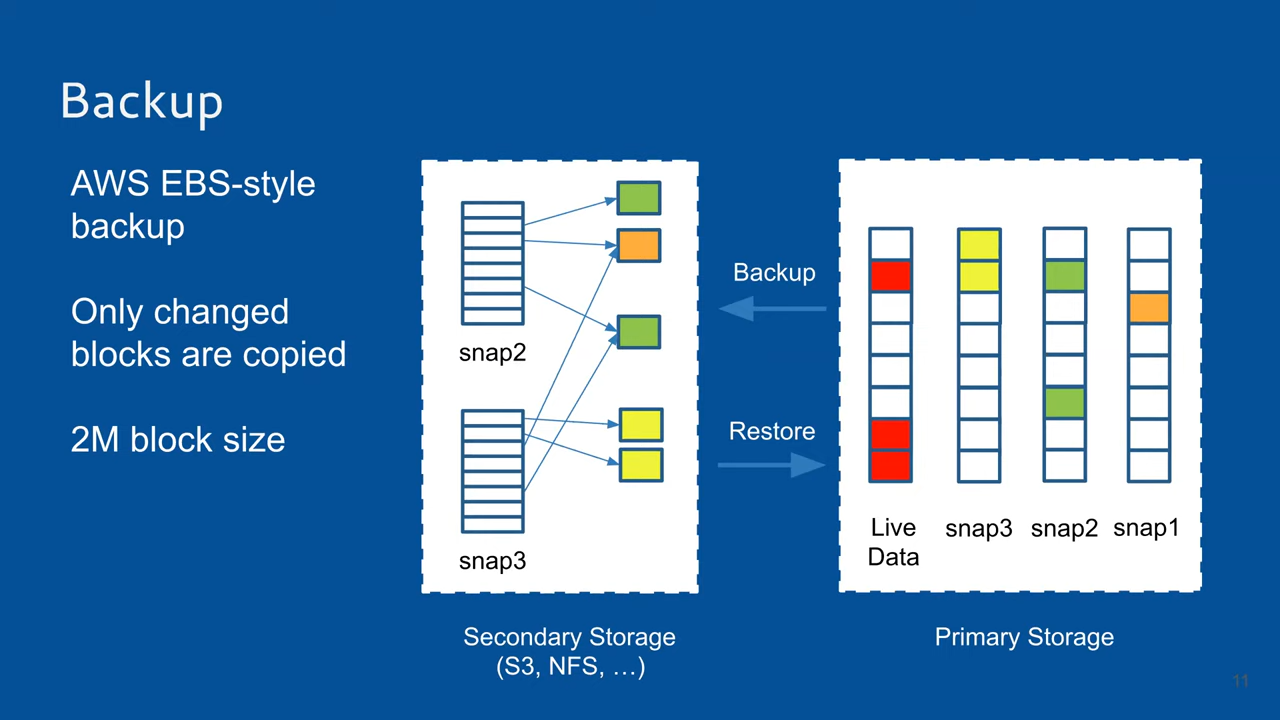 Backup
AWS EBS-style
backup
Only changed
blocks are copied
2M block size
snap2
snap3
Secondary Storage
(S3, NFS, …)
Backup
Restore
Live
Data
snap3
snap2
snap1
Primary Storage
11